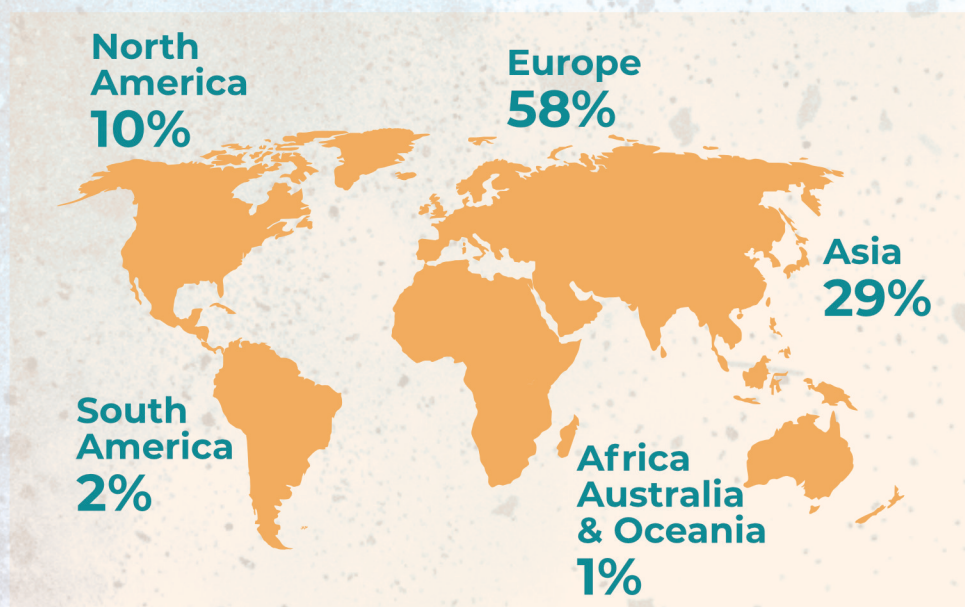 North
America
10%
Europe
58%
Asia
29%
South
America
2%
Africa
Australia
& Oceania
1%